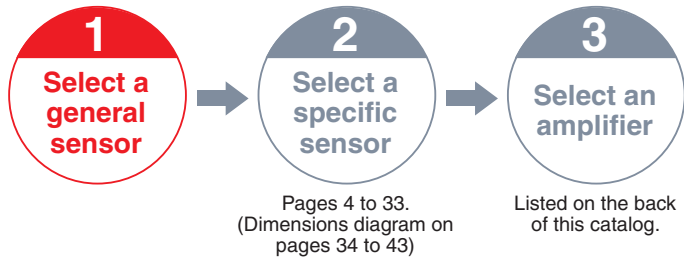 1
Select a
general
sensor
2
Select a
specific
sensor
Pages 4 to 33.
(Dimensions diagram on
pages 34 to 43)
3
Select an
amplifier
Listed on the back
of this catalog.